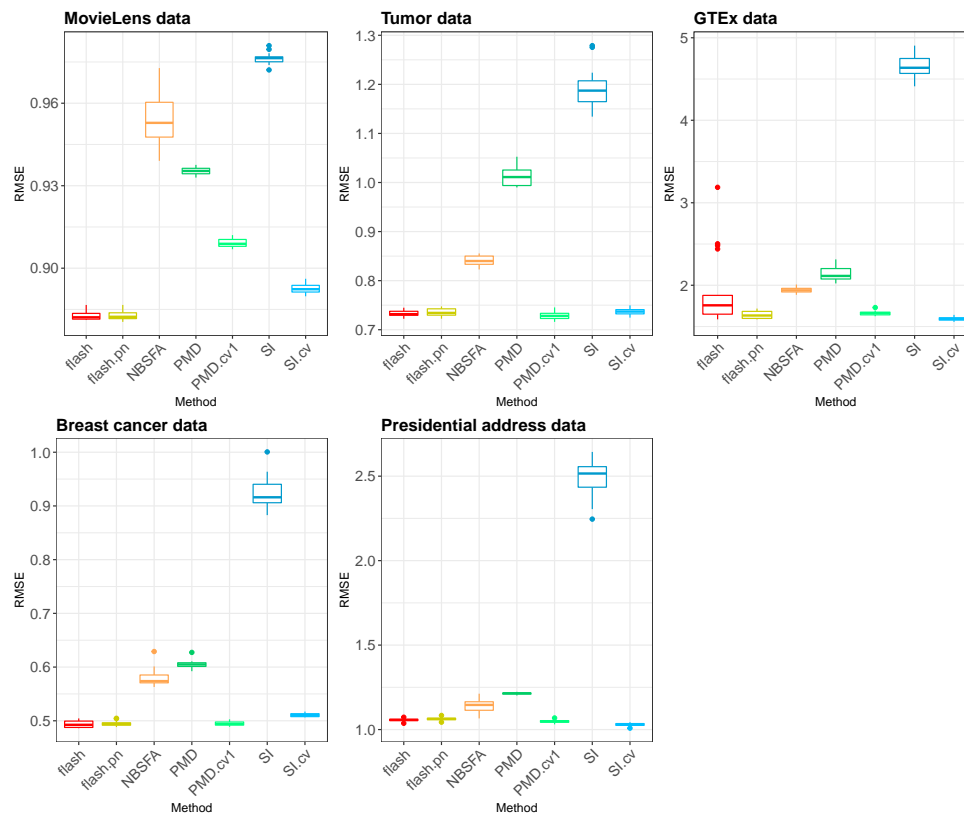 MovieLens data
0.96
0.93
0.90
RMSE
flash
flash.pn
NBSFA
PMD
PMD.cv1
SI
SI.cv
Method
Tumor data
1.3
1.2
1.1
1.0
0.9
0.8
0.7
RMSE
flash
flash.pn
NBSFA
PMD
PMD.cv1
SI
SI.cv
Method
GTEx data
5
4
3
2
RMSE
flash
flash.pn
NBSFA
PMD
PMD.cv1
SI
SI.cv
Method
Breast cancer data
1.0
0.9
0.8
0.7
0.6
0.5
RMSE
flash
flash.pn
NBSFA
PMD
PMD.cv1
SI
SI.cv
Method
Presidential address data
2.5
2.0
1.5
1.0
RMSE
flash
flash.pn
NBSFA
PMD
PMD.cv1
SI
SI.cv
Method